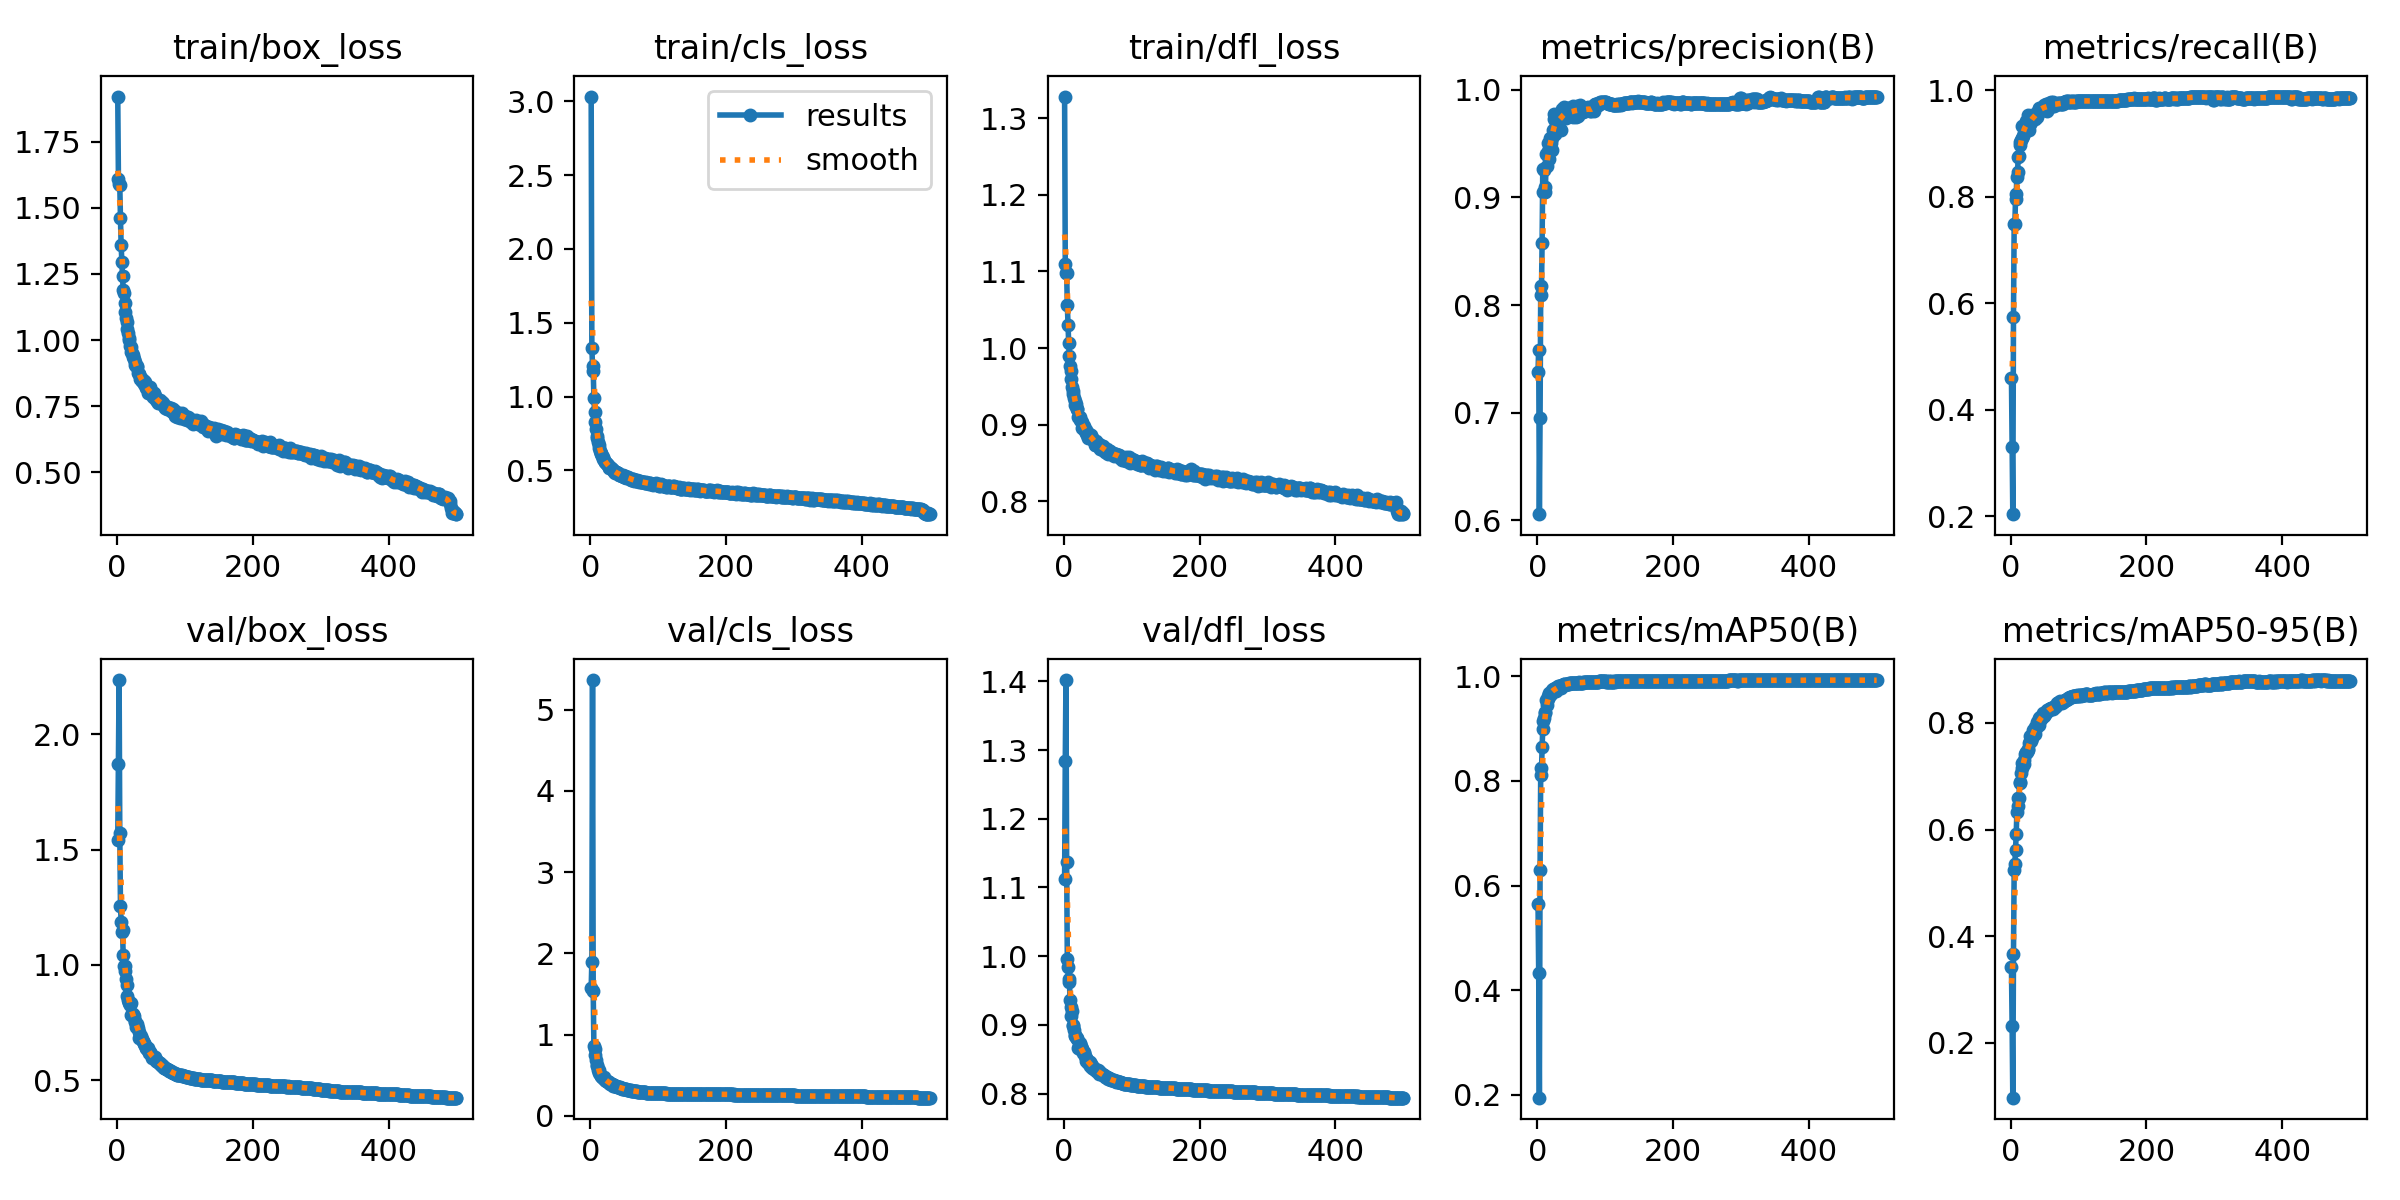 train/box_loss
1.75
1.50
1.25
1.00
0.75
0.50
0 200 400
train/cls_loss
results
smooth
3.0
2.5
2.0
1.5
1.0
0.5
0 200 400
train/dfl_loss
1.3
1.2
1.1
1.0
0.9
0.8
0 200 400
metrics/precision(B)
1.0
0.9
0.8
0.7
0.6
0 200 400
metrics/recall(B)
1.0
0.8
0.6
0.4
0.2
0 200 400
val/box_loss
2.0
1.5
1.0
0.5
0 200 400
val/cls_loss
5
4
3
2
1
0
0 200 400
val/dfl_loss
1.4
1.3
1.2
1.1
1.0
0.9
0.8
0 200 400
metrics/mAP50(B)
1.0
0.8
0.6
0.4
0.2
0 200 400
metrics/mAP50-95(B)
0.8
0.6
0.4
0.2
0 200 400